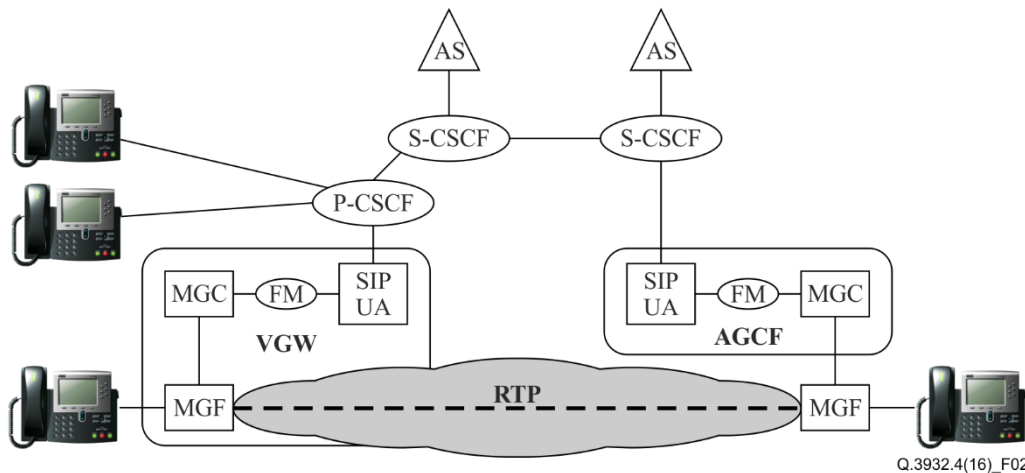 AS
AS
S-CSCF
S-CSCF
P-CSCF
MGC
FM
SIP
UA
VGW
SIP
UA
FM
MGC
AGCF
MGF
RTP
MGF
Q.3932.4(16)_F02